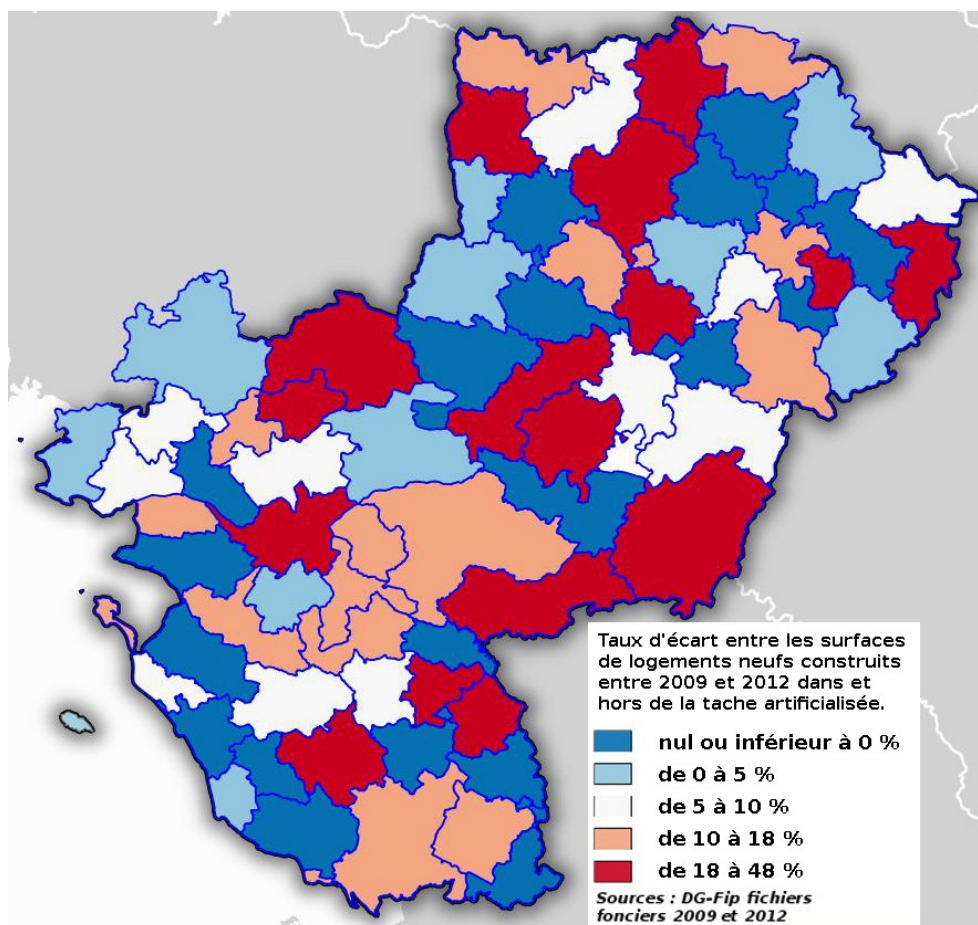 Taux d'écart entre les surfaces
de logements neufs construits
entre 2009 et 2012 dans et
hors de la tache artificialisée.
nul ou inférieur à 0 %
de 0 à 5 %
de 5 à 10 %
de 10 à 18 %
de 18 à 48 %
Sources : DG-Fip fichiers
fonciers 2009 et 2012